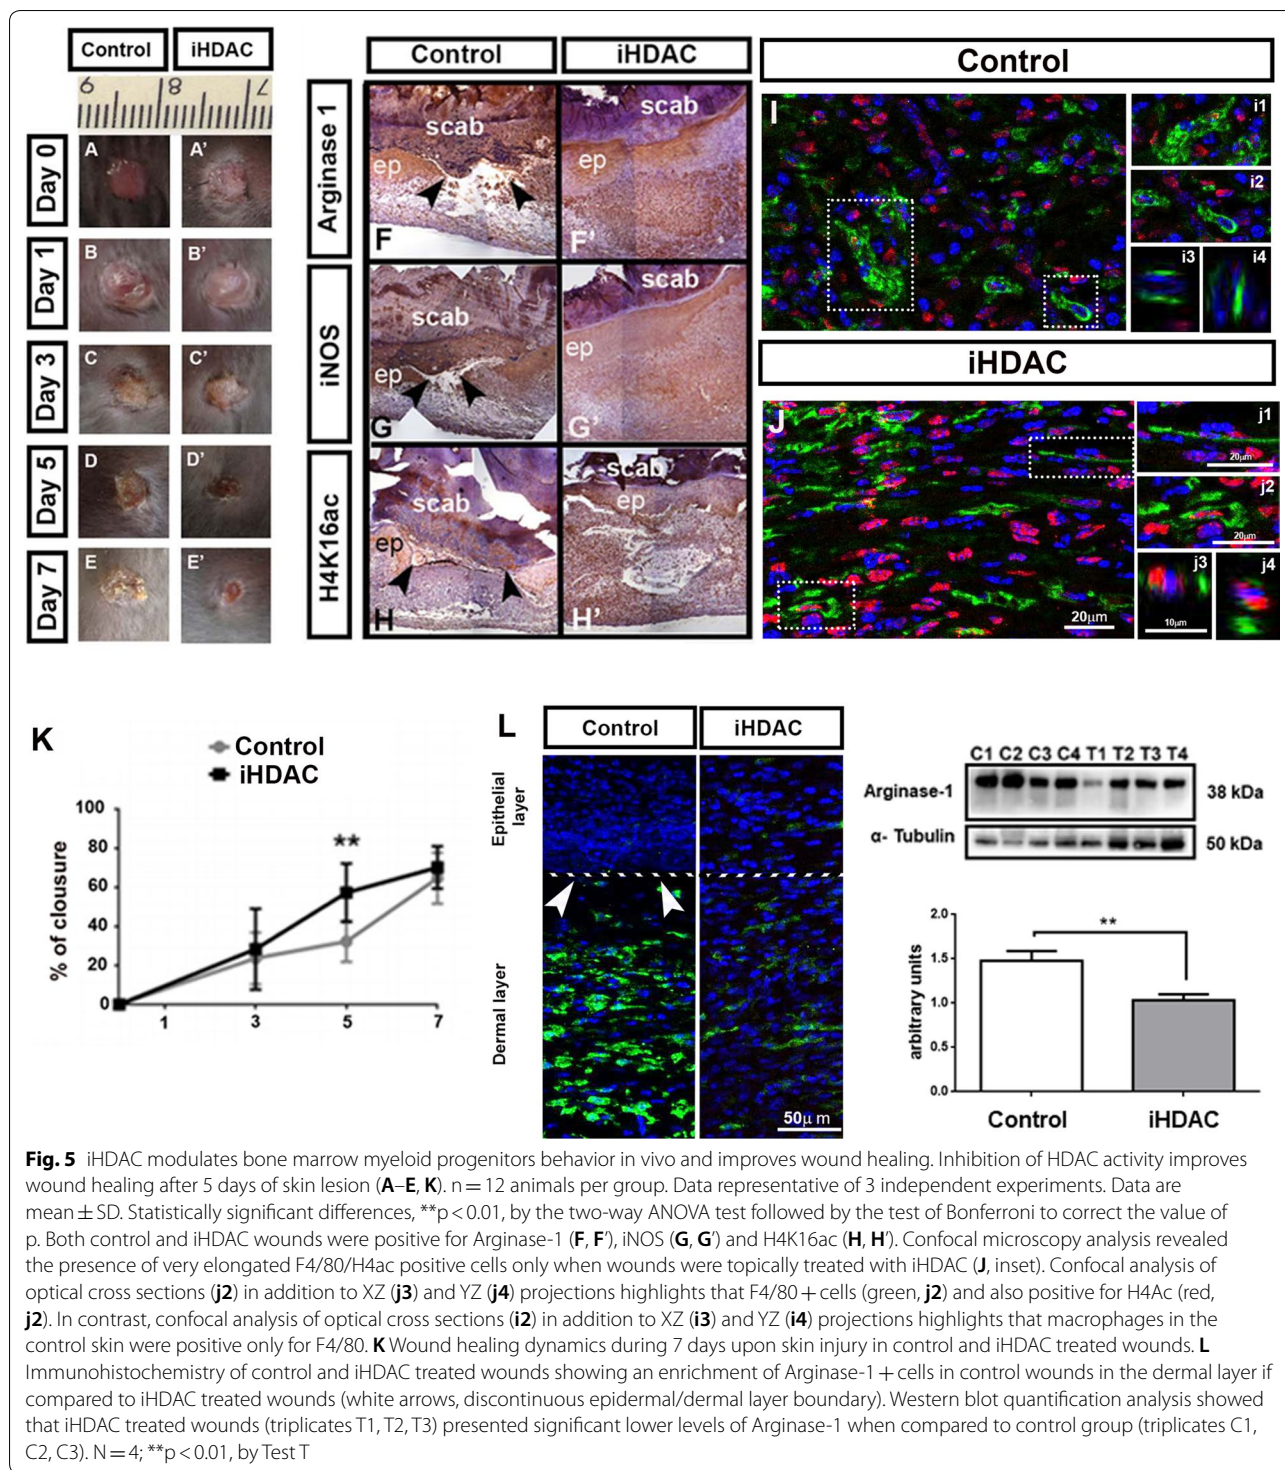 Control iHDAC
9 8 7
Day 0
A A'
Day 1
B B'
Day 3
C C'
Day 5
D D'
Day 7
E E'
Control iHDAC
Arginase 1
scab scab
ep ep
F F'
iNOS
scab scab
ep ep
G G'
H4K16ac
scab scab
ep ep
H H'
Control
I
i1
i2
i3 i4
iHDAC
J
20µm
j1
20µm
j2
20µm
j3 j4
10µm
K
Control
iHDAC
% of clousure
100
80
60
40
20
0
**
1 3 5 7
L
Control iHDAC
Epithelial layer
Dermal layer
50µm
C1 C2 C3 C4 T1 T2 T3 T4
Arginase-1 38 kDa
α- Tubulin 50 kDa
arbitrary units
2.0
1.5
1.0
0.5
0.0
**
Control iHDAC
Fig. 5 iHDAC modulates bone marrow myeloid progenitors behavior in vivo and improves wound healing. Inhibition of HDAC activity improves
wound healing after 5 days of skin lesion (A–E, K). n = 12 animals per group. Data representative of 3 independent experiments. Data are
mean ± SD. Statistically significant differences, **p < 0.01, by the two-way ANOVA test followed by the test of Bonferroni to correct the value of
p. Both control and iHDAC wounds were positive for Arginase-1 (F, F′), iNOS (G, G′) and H4K16ac (H, H′). Confocal microscopy analysis revealed
the presence of very elongated F4/80/H4ac positive cells only when wounds were topically treated with iHDAC (J, inset). Confocal analysis of
optical cross sections (j2) in addition to XZ (j3) and YZ (j4) projections highlights that F4/80 + cells (green, j2) and also positive for H4Ac (red,
j2). In contrast, confocal analysis of optical cross sections (i2) in addition to XZ (i3) and YZ (i4) projections highlights that macrophages in the
control skin were positive only for F4/80. K Wound healing dynamics during 7 days upon skin injury in control and iHDAC treated wounds. L
Immunohistochemistry of control and iHDAC treated wounds showing an enrichment of Arginase-1 + cells in control wounds in the dermal layer if
compared to iHDAC treated wounds (white arrows, discontinuous epidermal/dermal layer boundary). Western blot quantification analysis showed
that iHDAC treated wounds (triplicates T1, T2, T3) presented significant lower levels of Arginase-1 when compared to control group (triplicates C1,
C2, C3). N = 4; **p < 0.01, by Test T